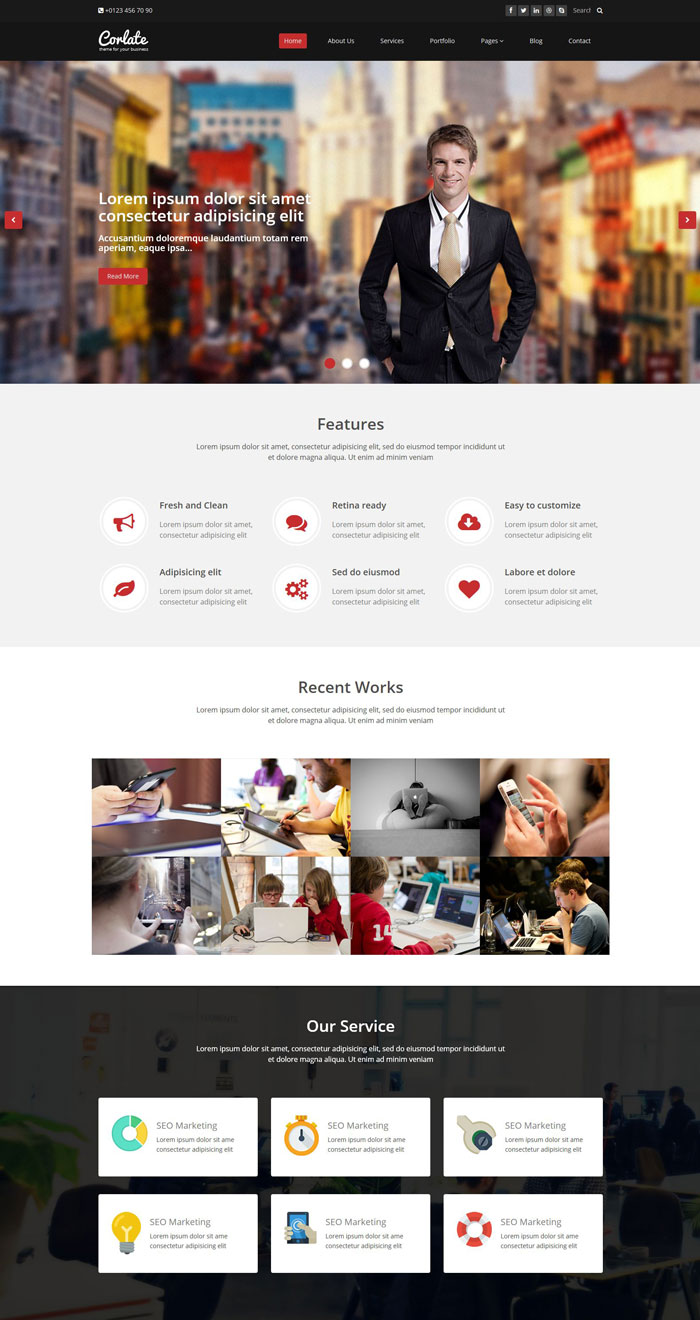 +0123 456 70 90
Search
Corlate
theme for your business
Home
About Us
Services
Portfolio
Pages
Blog
Contact
Lorem ipsum dolor sit amet
consectetur adipisicing elit
Accusantium doloremque laudantium totam rem
aperiam, eaque ipsa...
Read More
Features
Lorem ipsum dolor sit amet, consectetur adipisicing elit, sed do eiusmod tempor incididunt ut
et dolore magna aliqua. Ut enim ad minim veniam
Fresh and Clean
Lorem ipsum dolor sit amet,
consectetur adipisicing elit
Retina ready
Lorem ipsum dolor sit amet,
consectetur adipisicing elit
Easy to customize
Lorem ipsum dolor sit amet,
consectetur adipisicing elit
Adipisicing elit
Lorem ipsum dolor sit amet,
consectetur adipisicing elit
Sed do eiusmod
Lorem ipsum dolor sit amet,
consectetur adipisicing elit
Labore et dolore
Lorem ipsum dolor sit amet,
consectetur adipisicing elit
Recent Works
Lorem ipsum dolor sit amet, consectetur adipisicing elit, sed do eiusmod tempor incididunt ut
et dolore magna aliqua. Ut enim ad minim veniam
14
Our Service
Lorem ipsum dolor sit amet, consectetur adipisicing elit, sed do eiusmod tempor incididunt ut
et dolore magna aliqua. Ut enim ad minim veniam
SEO Marketing
Lorem ipsum dolor sit ame
consectetur adipisicing elit
SEO Marketing
Lorem ipsum dolor sit ame
consectetur adipisicing elit
SEO Marketing
Lorem ipsum dolor sit ame
consectetur adipisicing elit
SEO Marketing
Lorem ipsum dolor sit ame
consectetur adipisicing elit
SEO Marketing
Lorem ipsum dolor sit ame
consectetur adipisicing elit
SEO Marketing
Lorem ipsum dolor sit ame
consectetur adipisicing elit